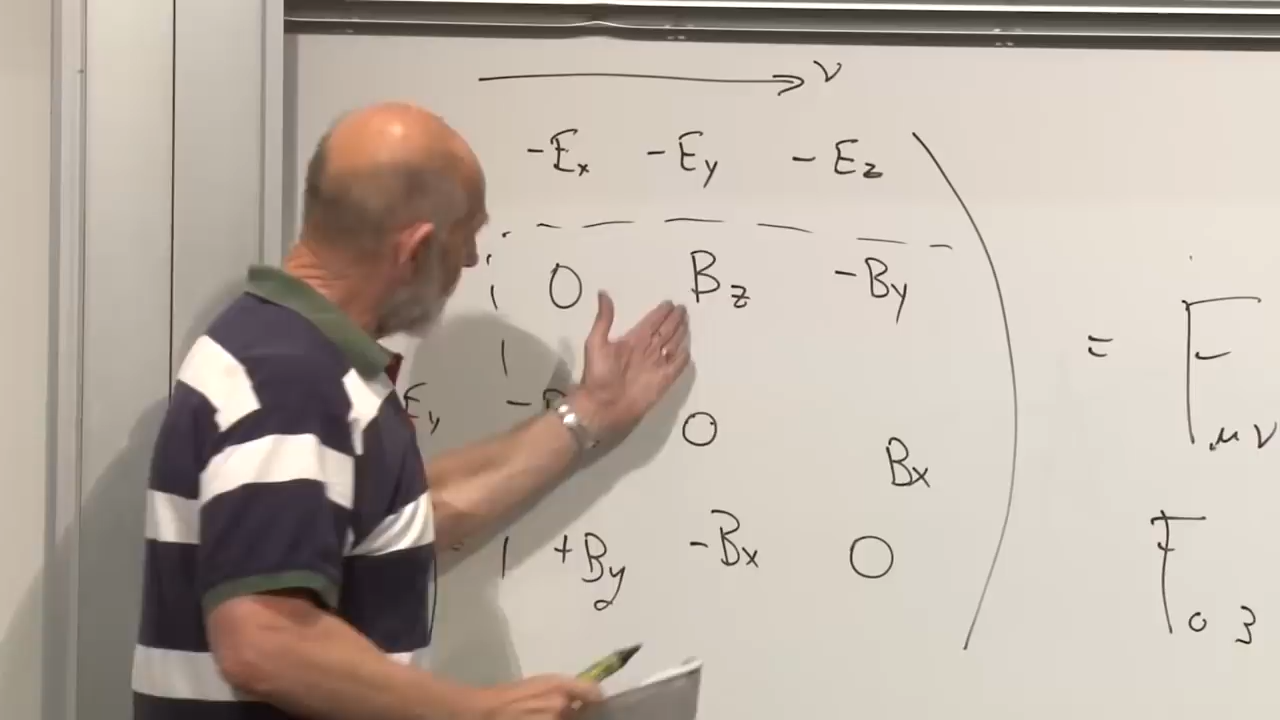 ν
-Ex -Ey -Ez
0 Bz -By
= Fμν
Ey - 0 Bx
+By -Bx 0
F03